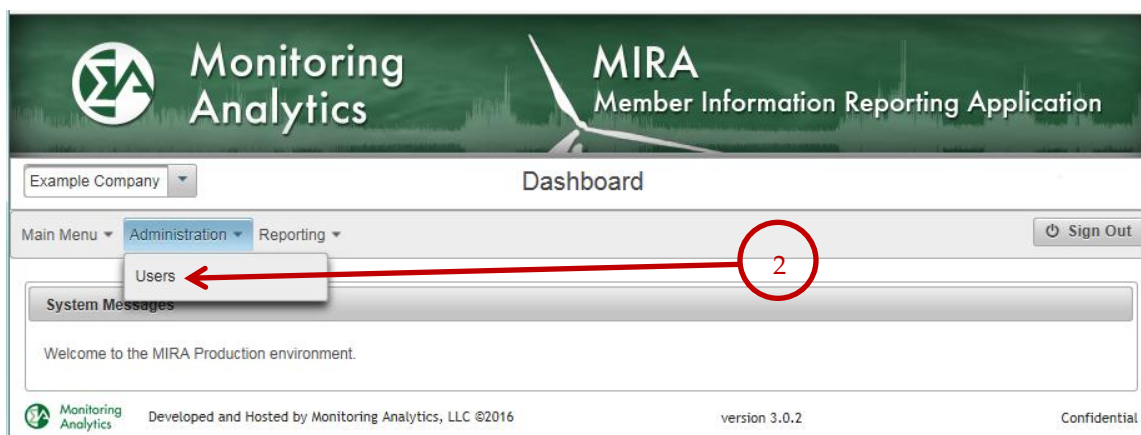 Monitoring
Analytics
MIRA
Member Information Reporting Application
Example Company
Dashboard
Main Menu Administration Reporting Sign Out
Users
2
System Messages
Welcome to the MIRA Production environment.
Monitoring
Analytics
Developed and Hosted by Monitoring Analytics, LLC ©2016 version 3.0.2 Confidential